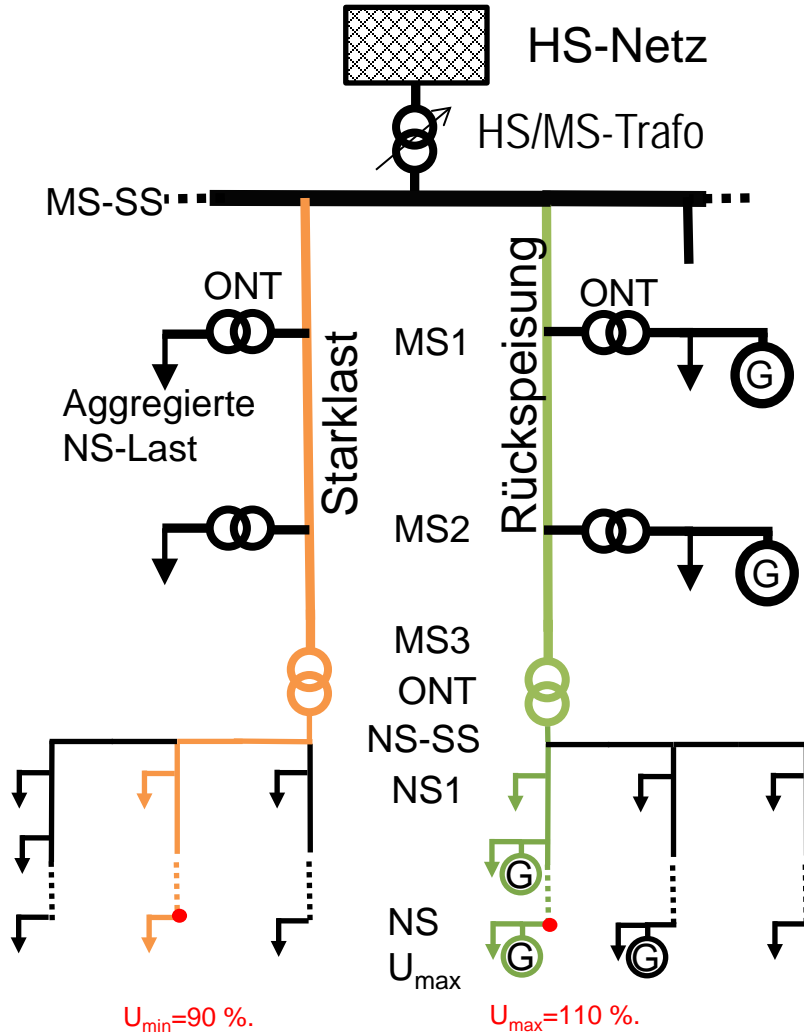 HS-Netz
HS/MS-Trafo
MS-SS
ONT
ONT
Starklast
Rückspeisung
MS1
G
Aggregierte
NS-Last
MS2
G
MS3
ONT
NS-SS
NS1
G
NS
G
G
Umax
Umin=90 %.
Umax=110 %.